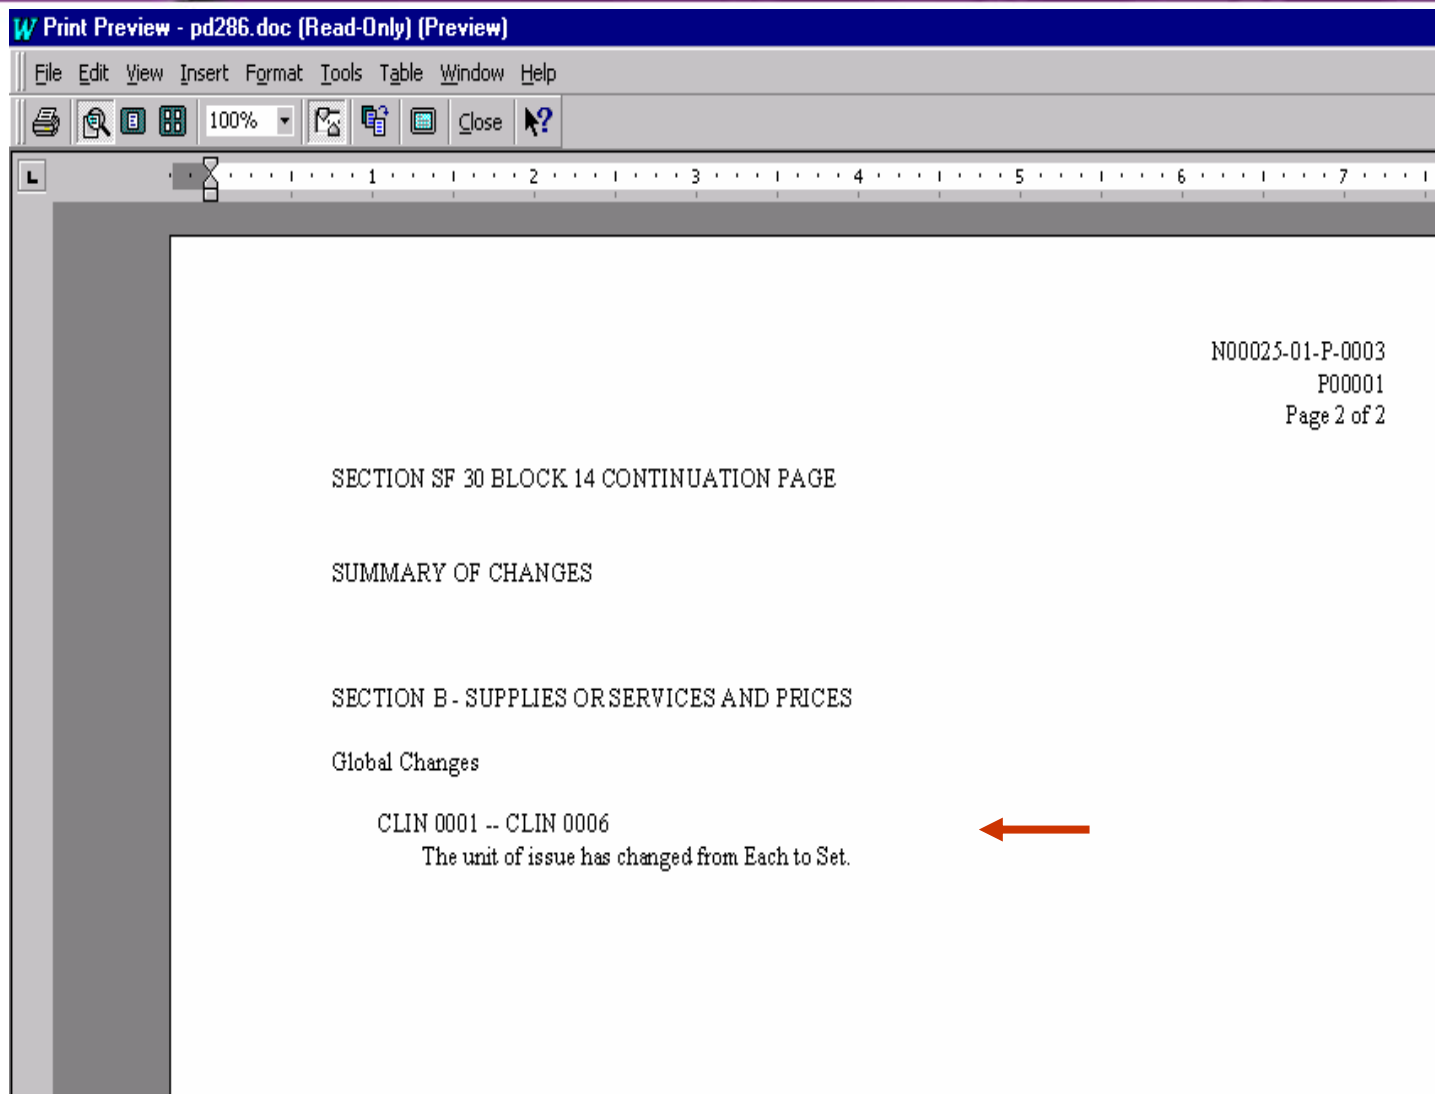 Print Preview - pd286.doc (Read-Only) (Preview)
File Edit View Insert Format Tools Table Window Help
100% Close
1 2 3 4 5 6 7
N00025-01-P-0003
P00001
Page 2 of 2
SECTION SF 30 BLOCK 14 CONTINUATION PAGE
SUMMARY OF CHANGES
SECTION B - SUPPLIES OR SERVICES AND PRICES
Global Changes
CLIN 0001 -- CLIN 0006
The unit of issue has changed from Each to Set.